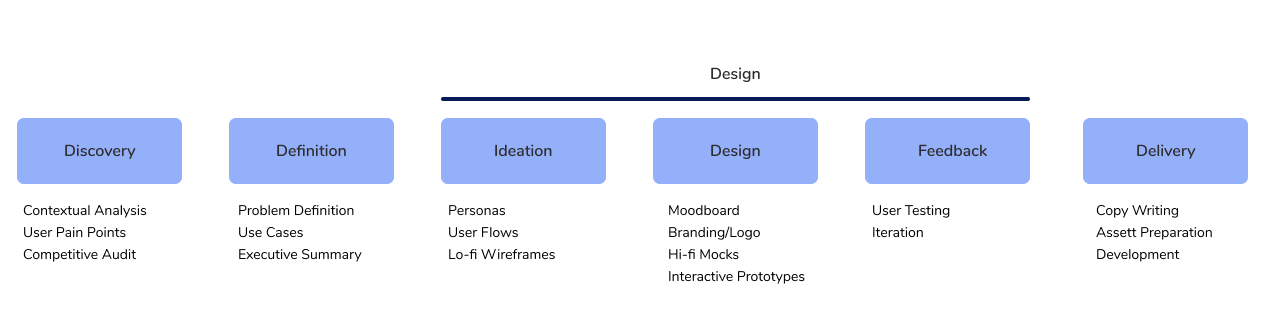 Design
Discovery
Definition
Ideation
Design
Feedback
Delivery
Contextual Analysis
User Pain Points
Competitive Audit
Problem Definition
Use Cases
Executive Summary
Personas
User Flows
Lo-fi Wireframes
Moodboard
Branding/Logo
Hi-fi Mocks
Interactive Prototypes
User Testing
Iteration
Copy Writing
Assett Preparation
Development